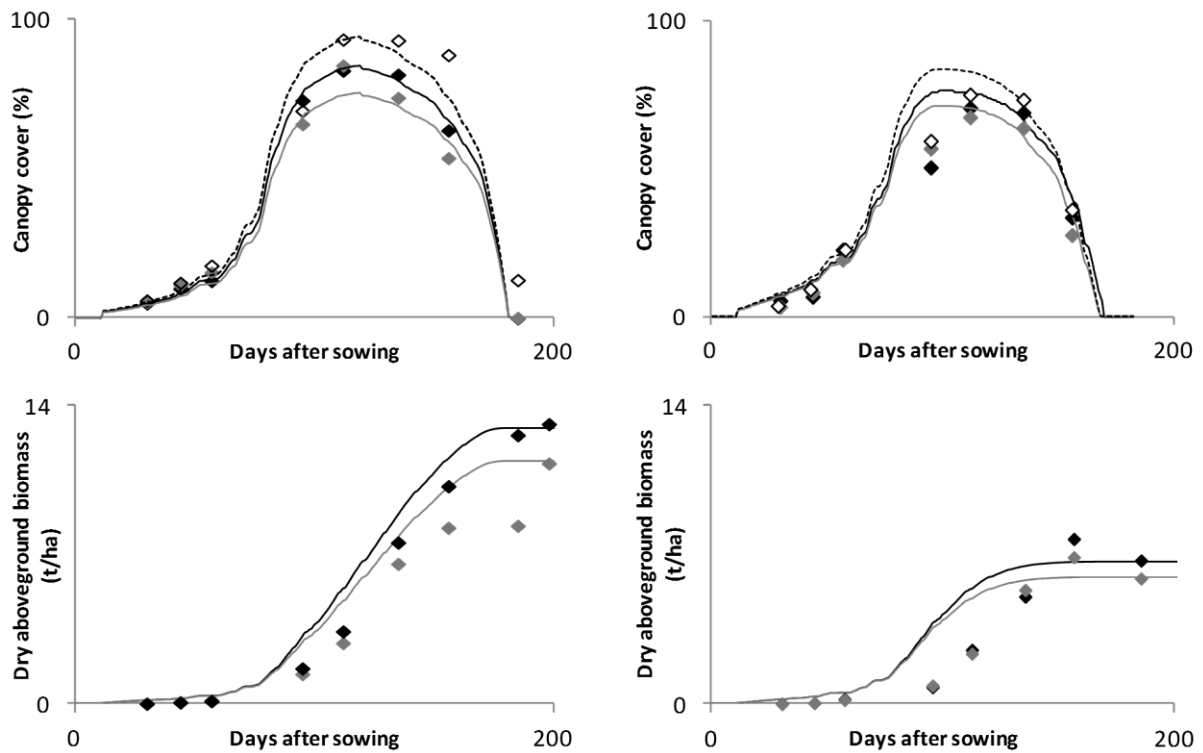 100
Canopy cover (%)
0
0
Days after sowing
200
100
Canopy cover (%)
0
0
Days after sowing
200
14
Dry aboveground biomass
(t/ha)
0
0
Days after sowing
200
14
Dry aboveground biomass
(t/ha)
0
0
Days after sowing
200